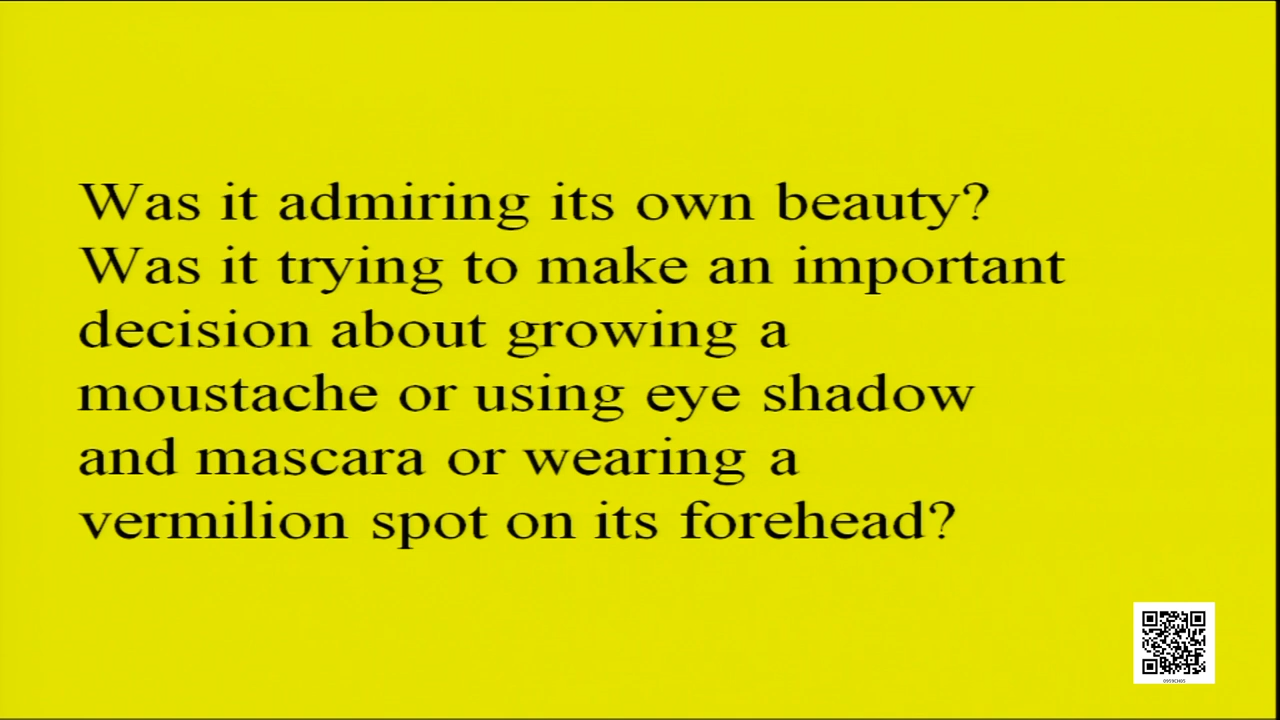 Was it admiring its own beauty?
Was it trying to make an important
decision about growing a
moustache or using eye shadow
and mascara or wearing a
vermilion spot on its forehead?